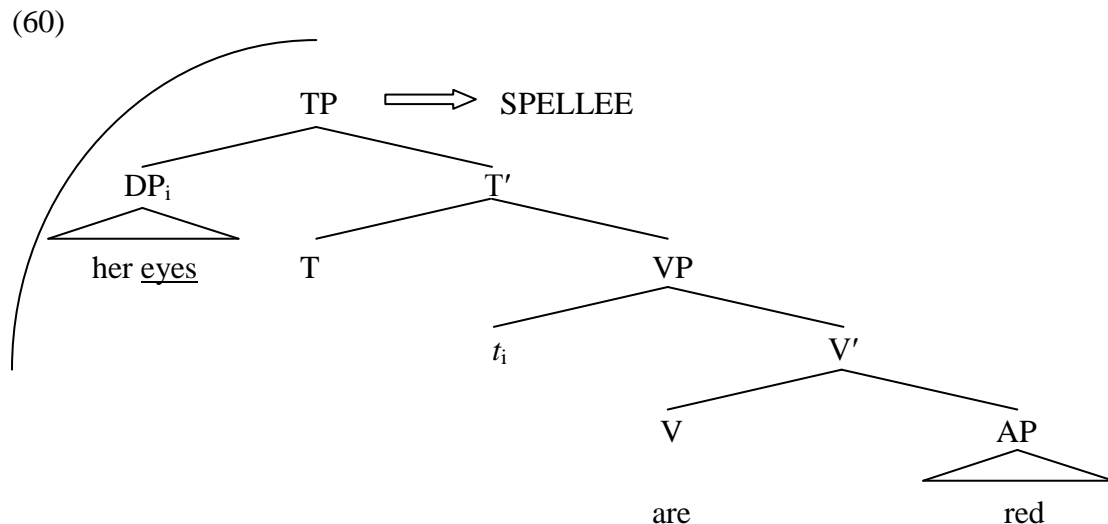 (60)
TP SPELLEE
DPᵢ T′
her eyes T VP
tᵢ V′
V AP
are red